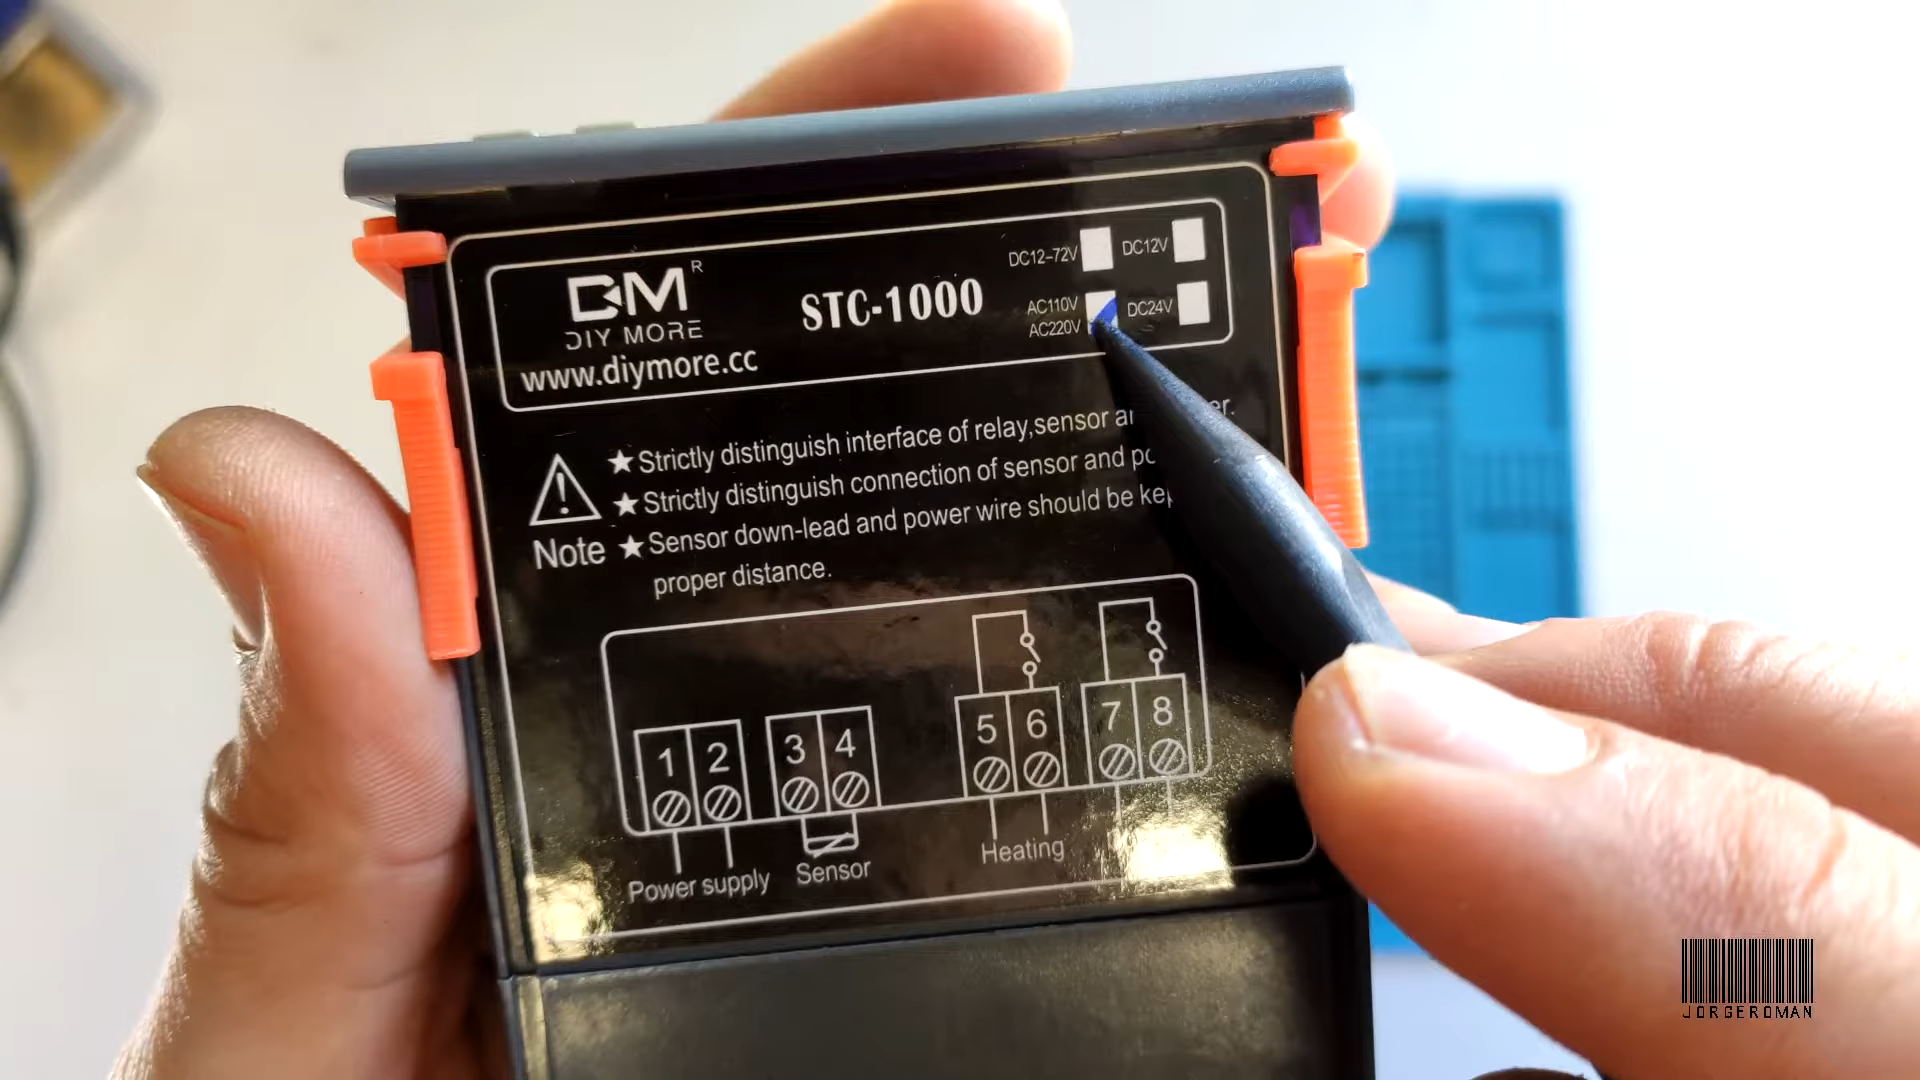 DM R
DIY MORE
www.diymore.cc
STC-1000
DC12-72V DC12V
AC110V
AC220V DC24V
★Strictly distinguish interface of relay,sensor
★Strictly distinguish connection of sensor and
Note ★Sensor down-lead and power wire should be
proper distance.
1 2 3 4 5 6 7 8
Power supply Sensor Heating
JORGEROMAN